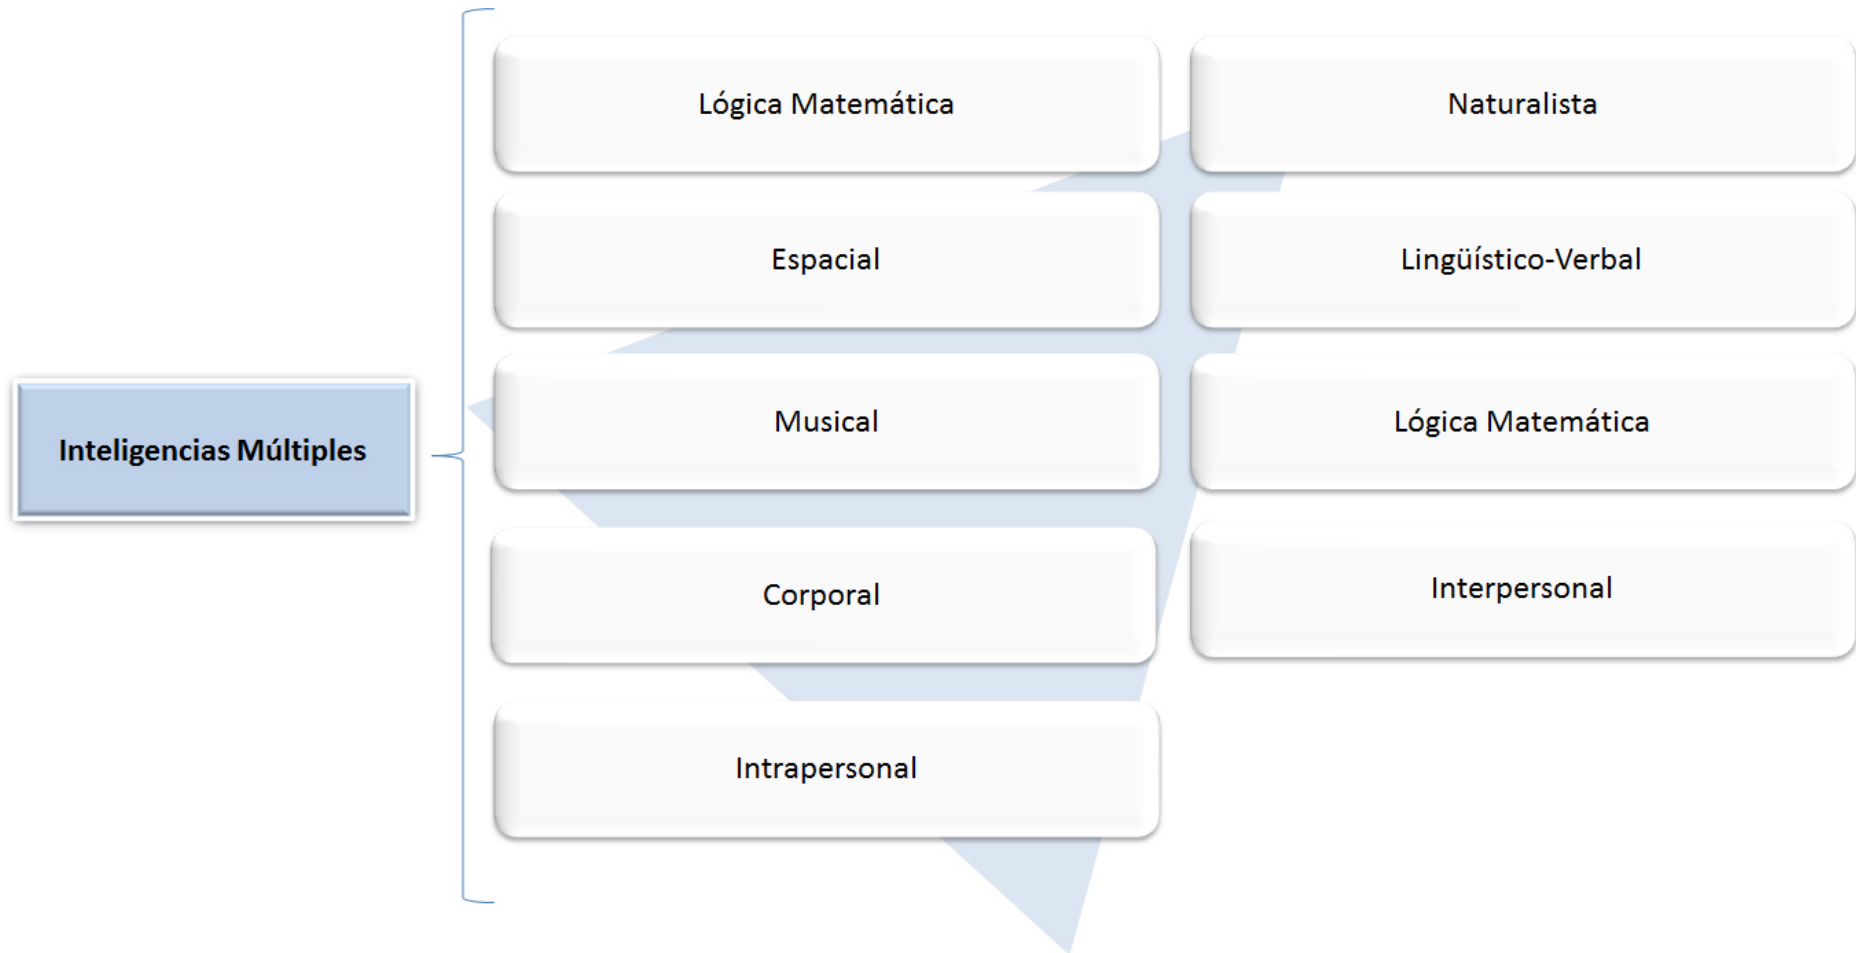 Inteligencias Múltiples
Lógica Matemática
Naturalista
Espacial
Lingüístico-Verbal
Musical
Lógica Matemática
Corporal
Interpersonal
Intrapersonal